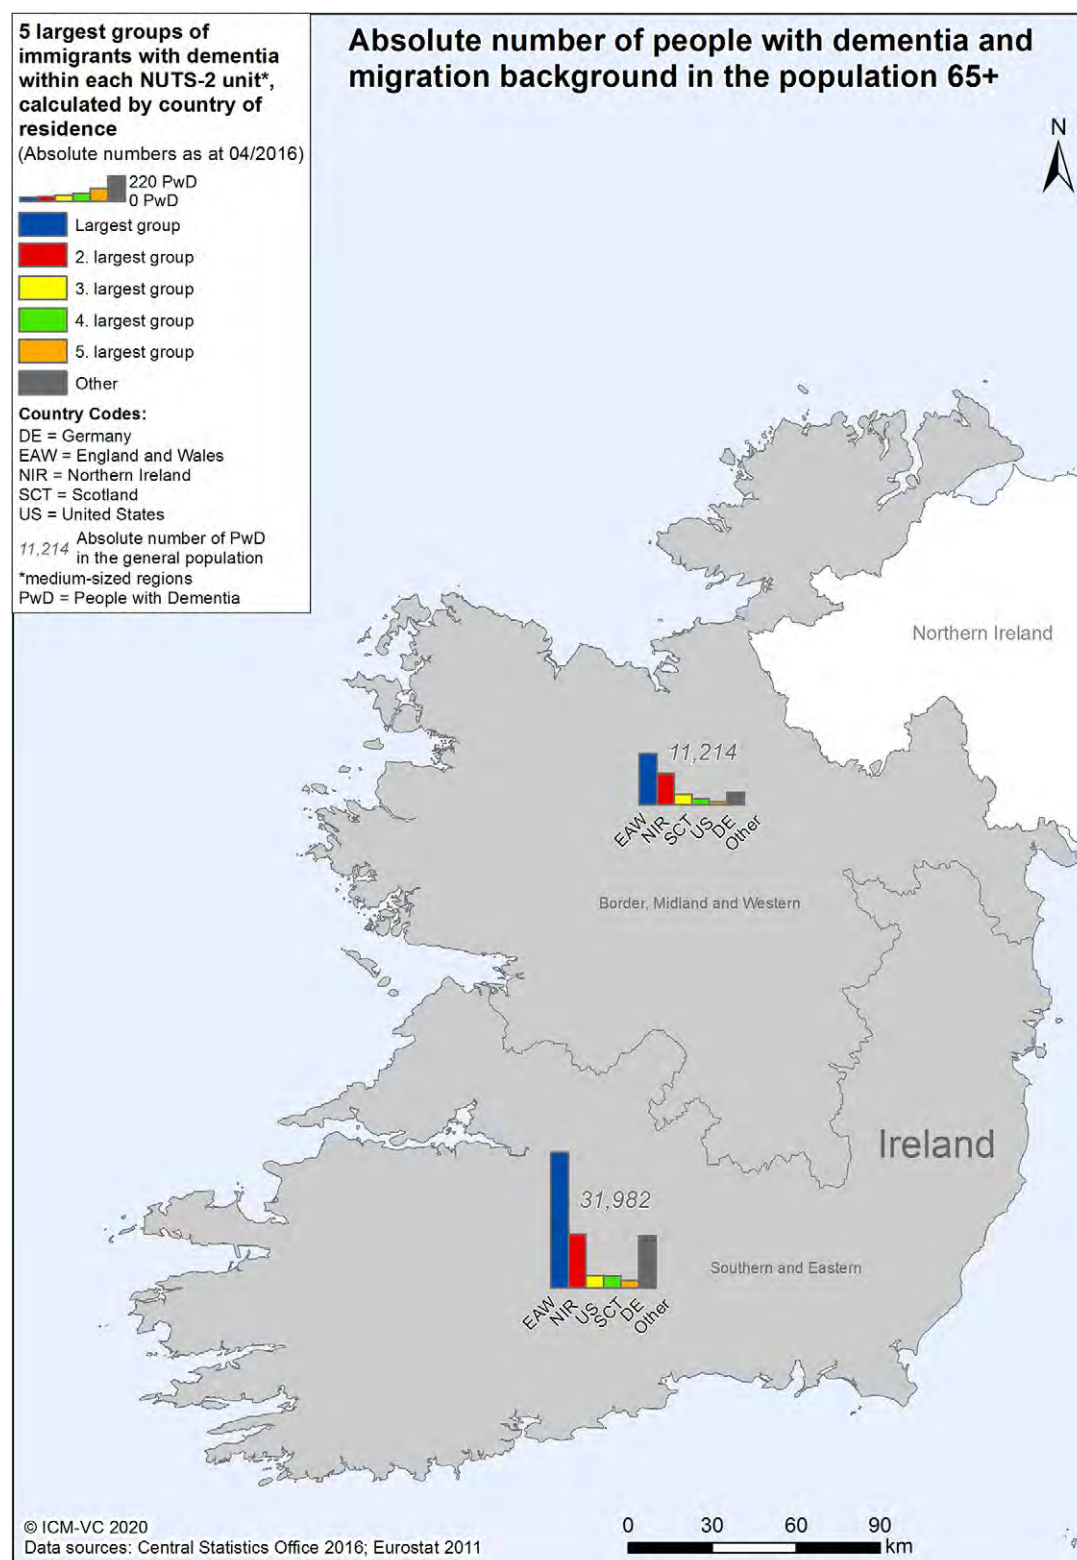 5 largest groups of
immigrants with dementia
within each NUTS-2 unit*,
calculated by country of
residence
(Absolute numbers as at 04/2016)
220 PwD
0 PwD
Largest group
2. largest group
3. largest group
4. largest group
5. largest group
Other
Country Codes:
DE = Germany
EAW = England and Wales
NIR = Northern Ireland
SCT = Scotland
US = United States
11,214 Absolute number of PwD
in the general population
*medium-sized regions
PwD = People with Dementia
Absolute number of people with dementia and
migration background in the population 65+
N
Northern Ireland
11,214
EAW
NIR
SCT
US
DE
Other
Border, Midland and Western
Ireland
31,982
EAW
NIR
US
SCT
DE
Other
Southern and Eastern
© ICM-VC 2020
Data sources: Central Statistics Office 2016; Eurostat 2011
0 30 60 90
km